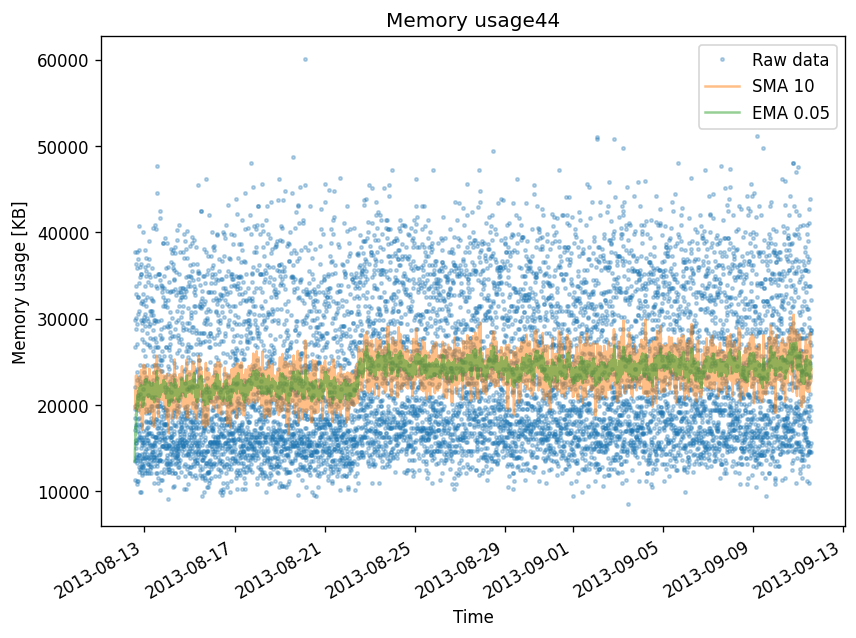 Memory usage44
Raw data
SMA 10
EMA 0.05
Memory usage [KB]
60000
50000
40000
30000
20000
10000
2013-08-13
2013-08-17
2013-08-21
2013-08-25
2013-08-29
2013-09-01
2013-09-05
2013-09-09
2013-09-13
Time